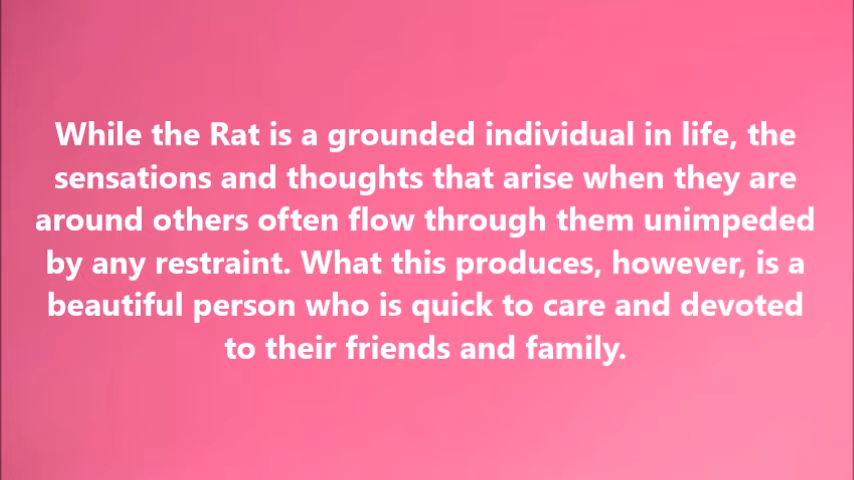 While the Rat is a grounded individual in life, the
sensations and thoughts that arise when they are
around others often flow through them unimpeded
by any restraint. What this produces, however, is a
beautiful person who is quick to care and devoted
to their friends and family.